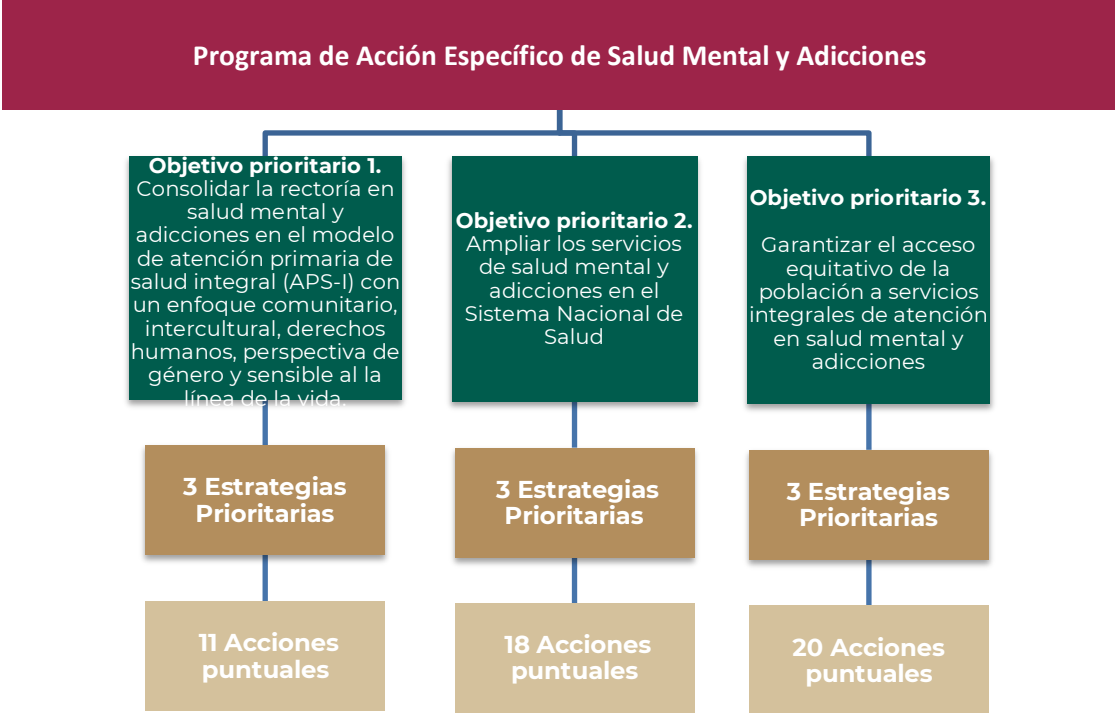 Programa de Acción Específico de Salud Mental y Adicciones
Objetivo prioritario 1.
Consolidar la rectoría en
salud mental y
adicciones en el modelo
de atención primaria de
salud integral (APS-I) con
un enfoque comunitario,
intercultural, derechos
humanos, perspectiva de
género y sensible al la
línea de la vida.
Objetivo prioritario 2.
Ampliar los servicios
de salud mental y
adicciones en el
Sistema Nacional de
Salud
Objetivo prioritario 3.
Garantizar el acceso
equitativo de la
población a servicios
integrales de atención
en salud mental y
adicciones
3 Estrategias
Prioritarias
3 Estrategias
Prioritarias
3 Estrategias
Prioritarias
11 Acciones
puntuales
18 Acciones
puntuales
20 Acciones
puntuales